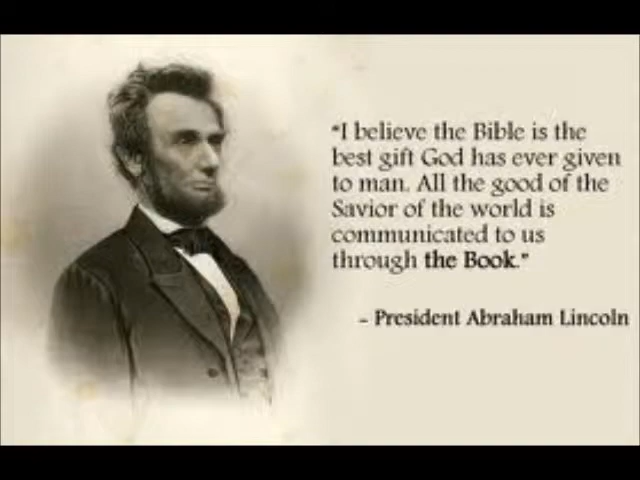 “I believe the Bible is the
best gift God has ever given
to man. All the good of the
Savior of the world is
communicated to us
through the Book.”
- President Abraham Lincoln